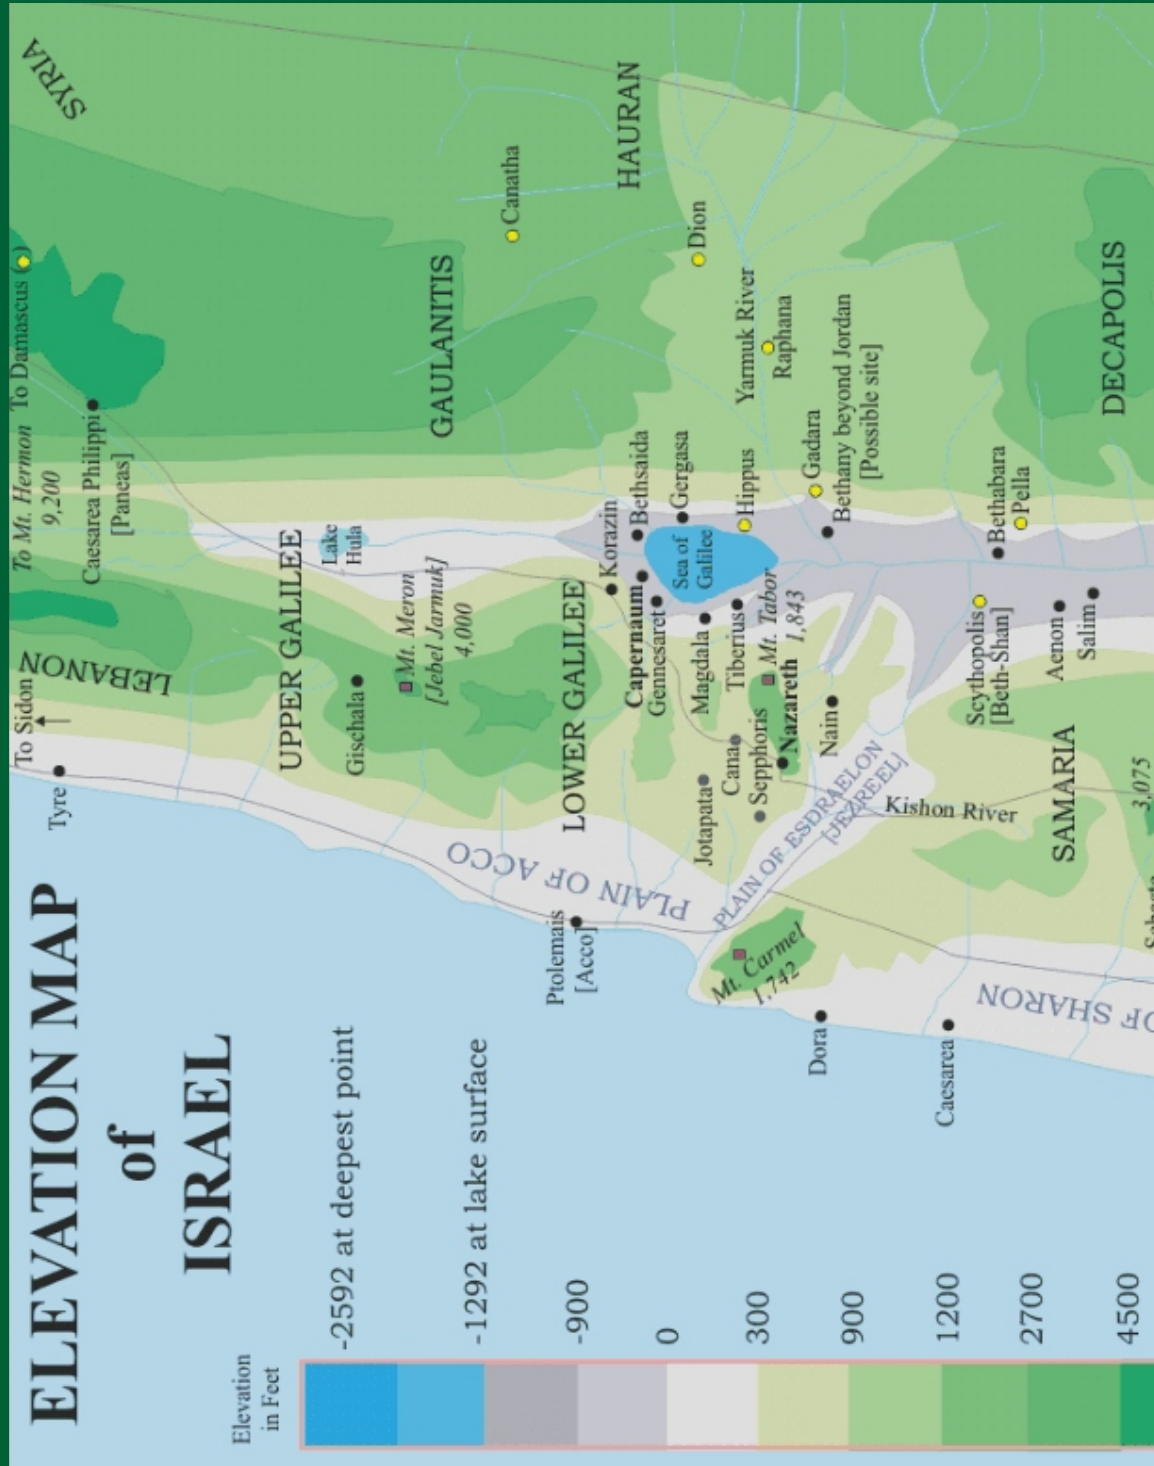 ELEVATION MAP
of
ISRAEL
Elevation
in Feet
-2592 at deepest point
-1292 at lake surface
-900
0
300
900
1200
2700
4500
SYRIA
To Damascus ( )
To Mt. Hermon
9,200
Caesarea Philippi
[Paneas]
LEBANON
To Sidon
Tyre
UPPER GALILEE
Lake
Hula
Gischala
Mt. Meron
[Jebel Jarmuk]
4,000
GAULANITIS
Canatha
HAURAN
Dion
Yarmuk River
Raphana
DECAPOLIS
LOWER GALILEE
Korazin
Bethsaida
Gergasa
Capernaum
Gennesaret
Sea of
Galilee
Hippus
Magdala
Tiberius
Gadara
Bethany beyond Jordan
[Possible site]
Mt. Tabor
1,843
Bethabara
Pella
PLAIN OF ACCO
Ptolemais
[Acco]
Jotapata
Cana
Sepphoris
Nazareth
Nain
PLAIN OF ESDRAELON
[JEZREEL]
Kishon River
Mt. Carmel
1,742
Scythopolis
[Beth-Shan]
Aenon
Salim
SAMARIA
3,075
Dora
Caesarea
OF SHARON